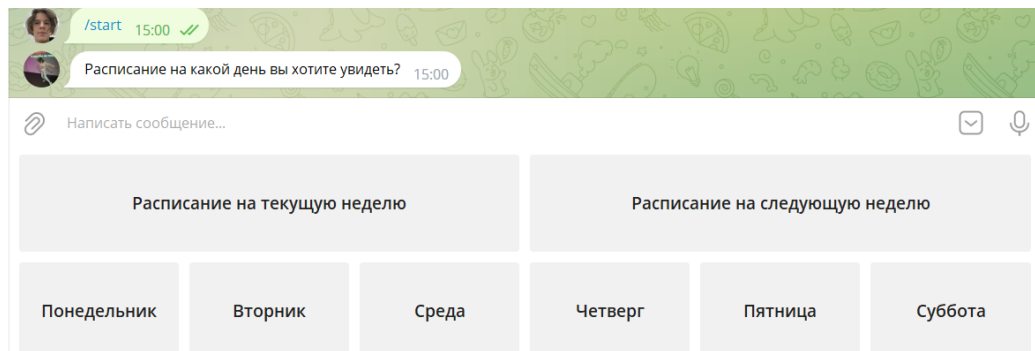 /start 15:00
Расписание на какой день вы хотите увидеть? 15:00
Написать сообщение...
Расписание на текущую неделю Расписание на следующую неделю
Понедельник Вторник Среда Четверг Пятница Суббота